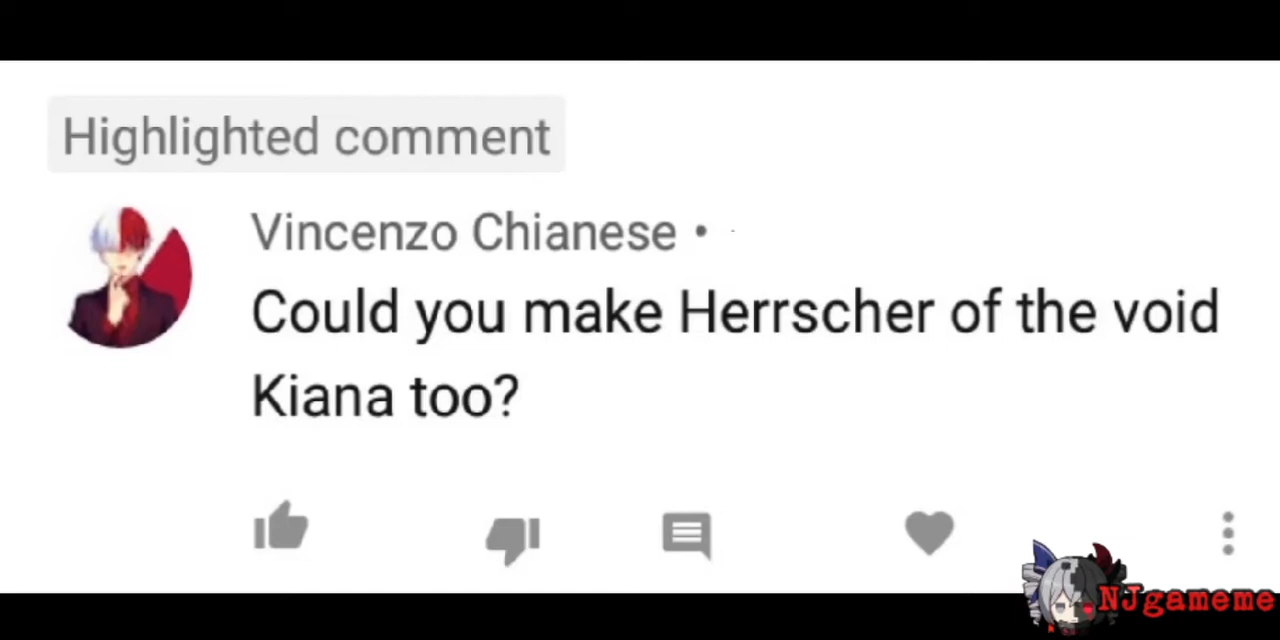 Highlighted comment
Vincenzo Chianese •
Could you make Herrscher of the void
Kiana too?
NJgameme